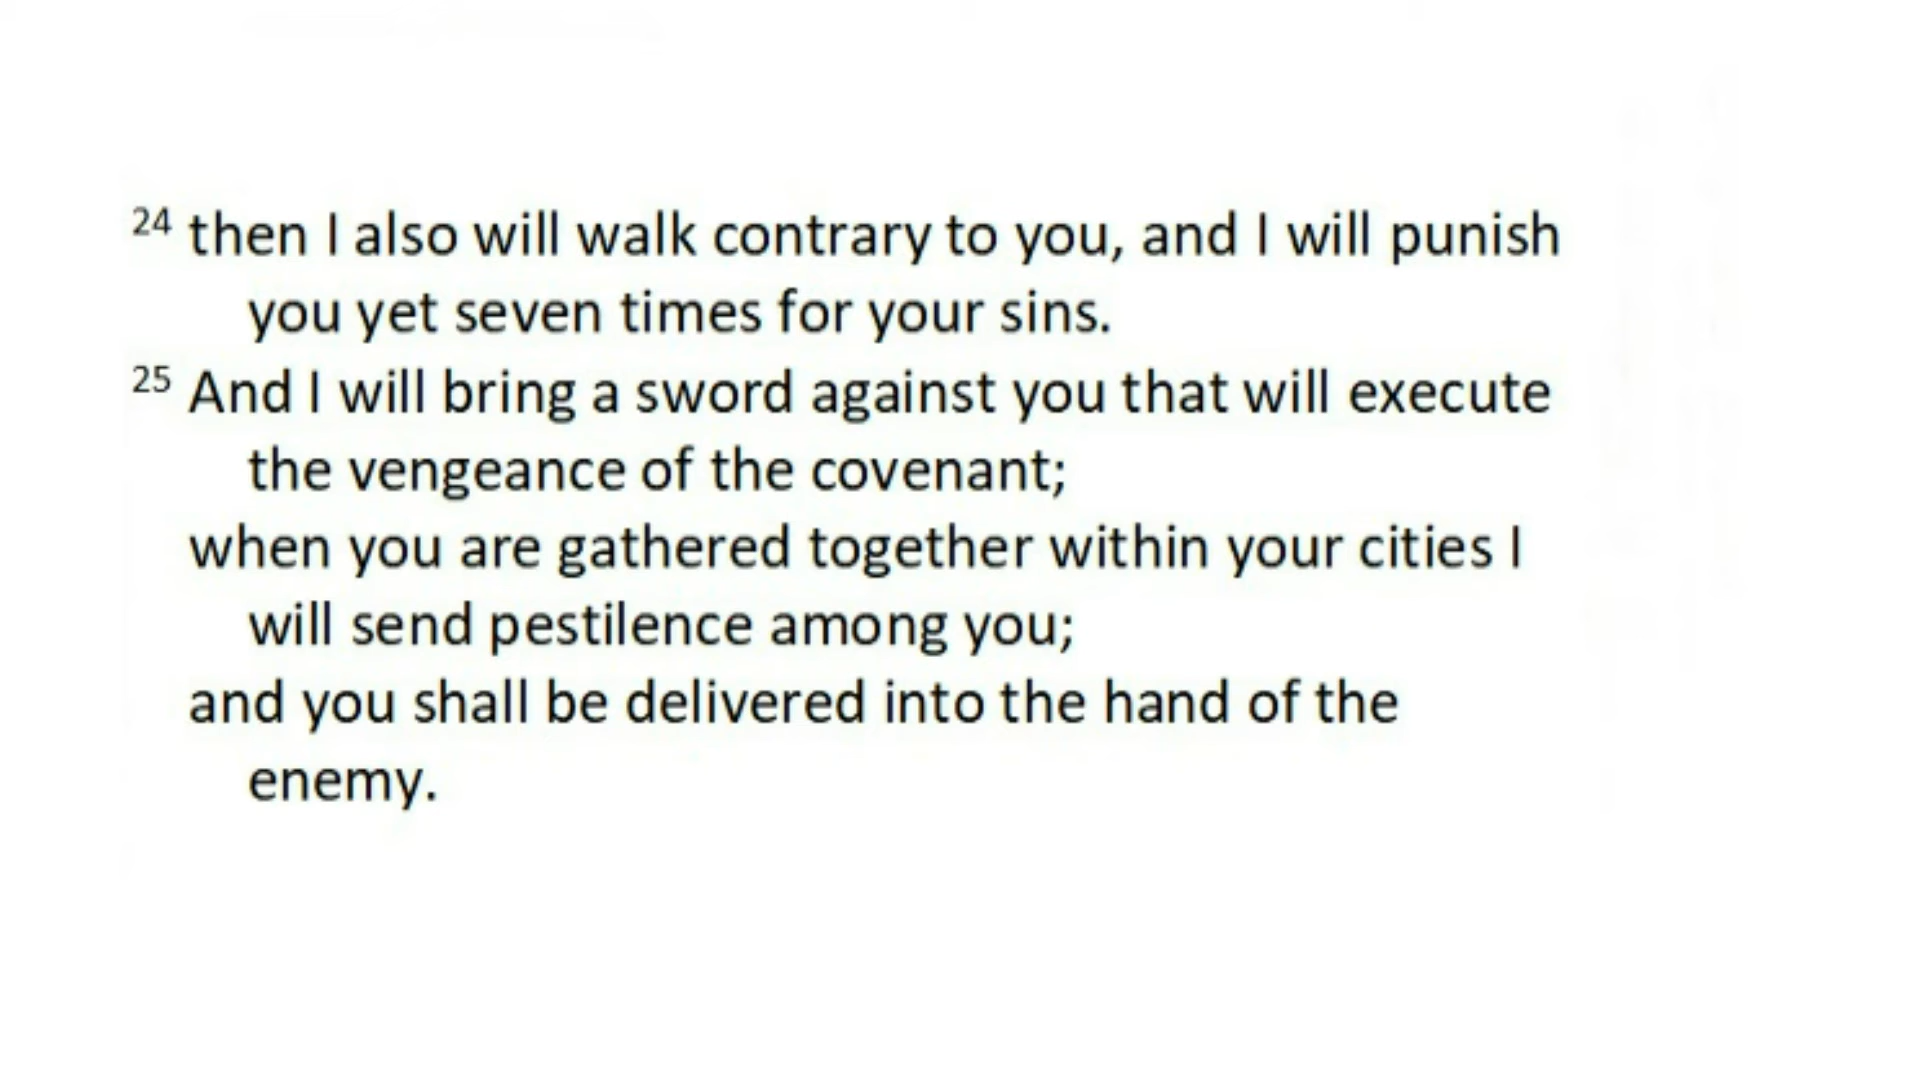 24 then I also will walk contrary to you, and I will punish
you yet seven times for your sins.
25 And I will bring a sword against you that will execute
the vengeance of the covenant;
when you are gathered together within your cities I
will send pestilence among you;
and you shall be delivered into the hand of the
enemy.